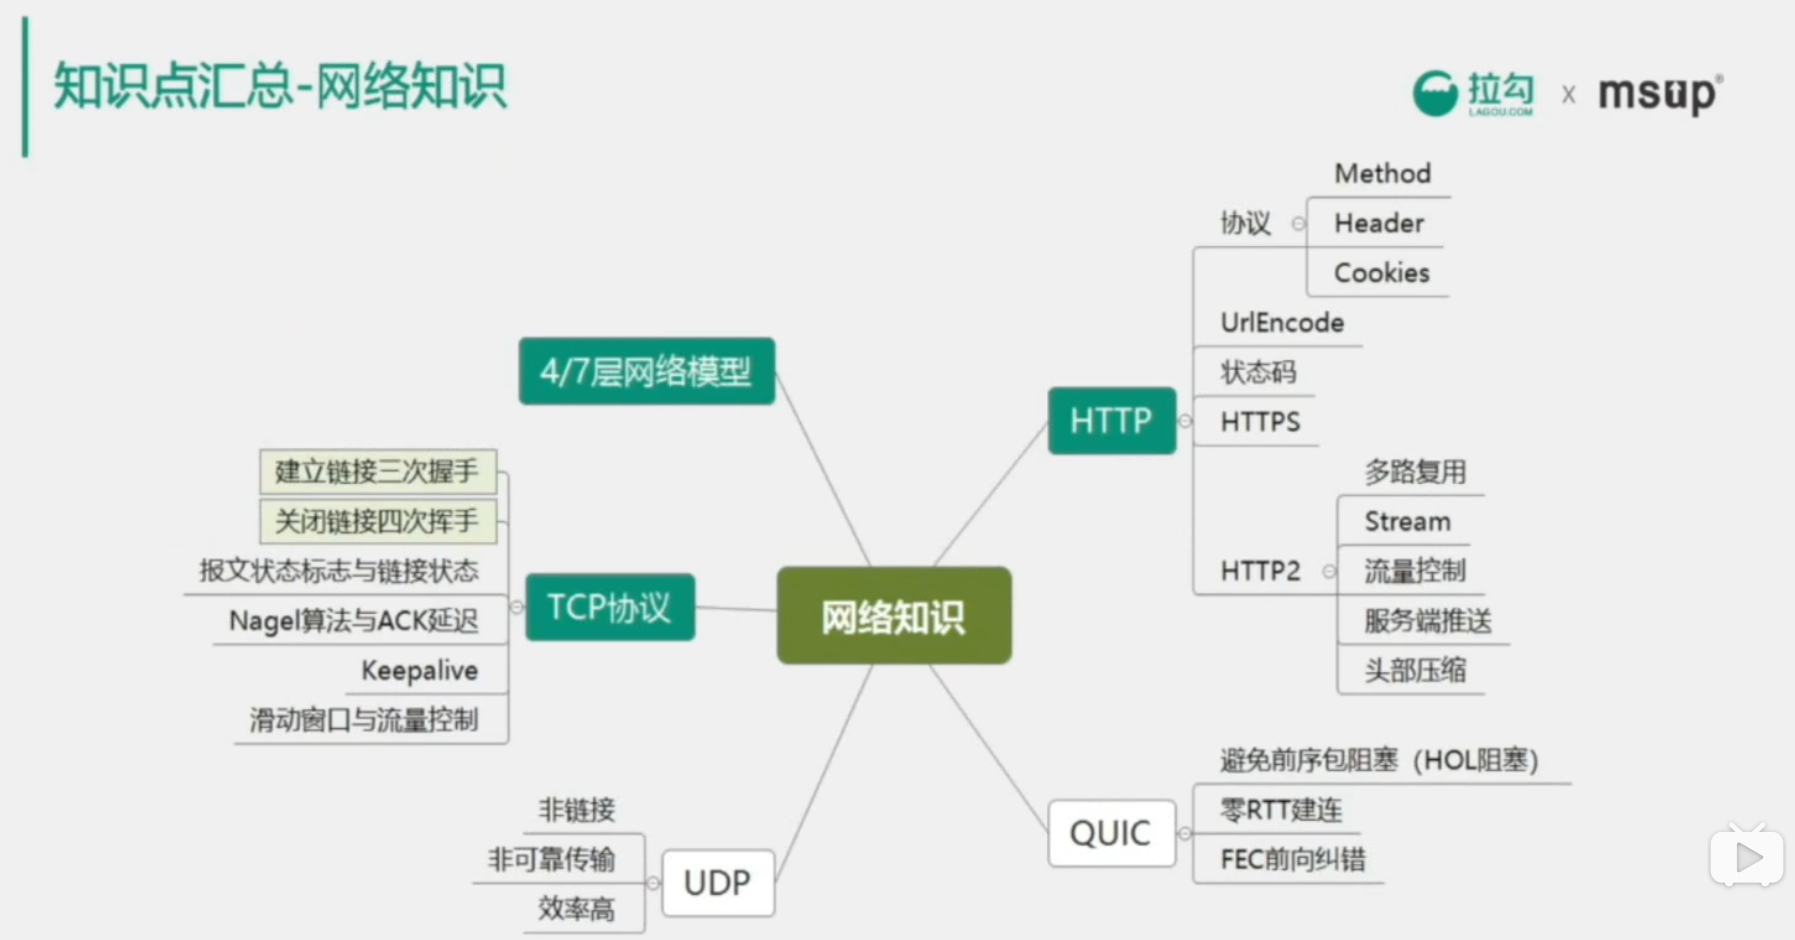 知识点汇总-网络知识
拉勾
LAGOU.COM
x
msup®
网络知识
4/7层网络模型
TCP协议
建立链接三次握手
关闭链接四次挥手
报文状态标志与链接状态
Nagel算法与ACK延迟
Keepalive
滑动窗口与流量控制
UDP
非链接
非可靠传输
效率高
HTTP
协议
Method
Header
Cookies
UrlEncode
状态码
HTTPS
HTTP2
多路复用
Stream
流量控制
服务端推送
头部压缩
QUIC
避免前序包阻塞（HOL阻塞）
零RTT建连
FEC前向纠错